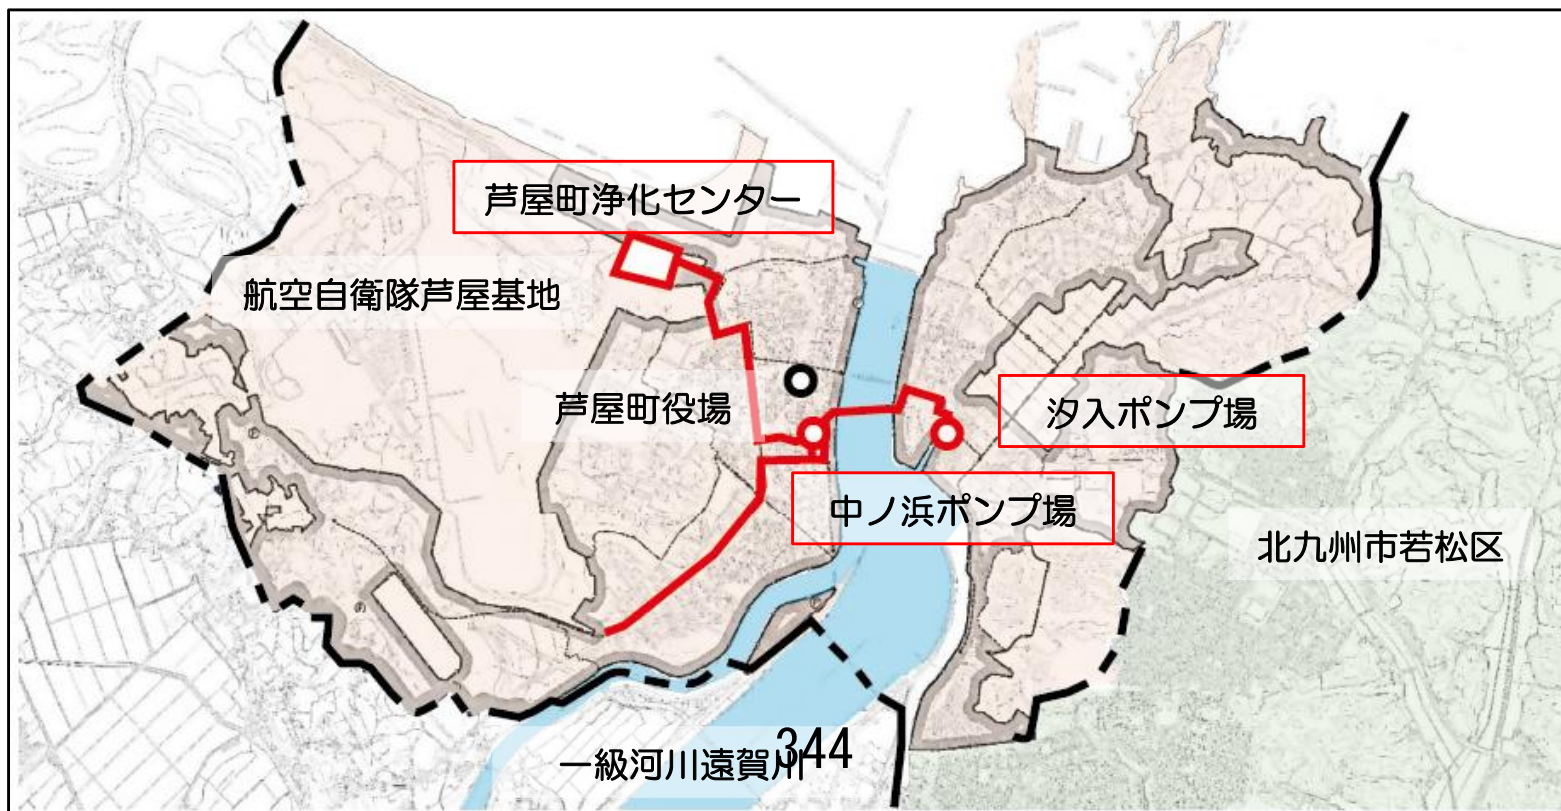 芦屋町浄化センター
航空自衛隊芦屋基地
芦屋町役場
汐入ポンプ場
中ノ浜ポンプ場
北九州市若松区
一級河川遠賀川
344